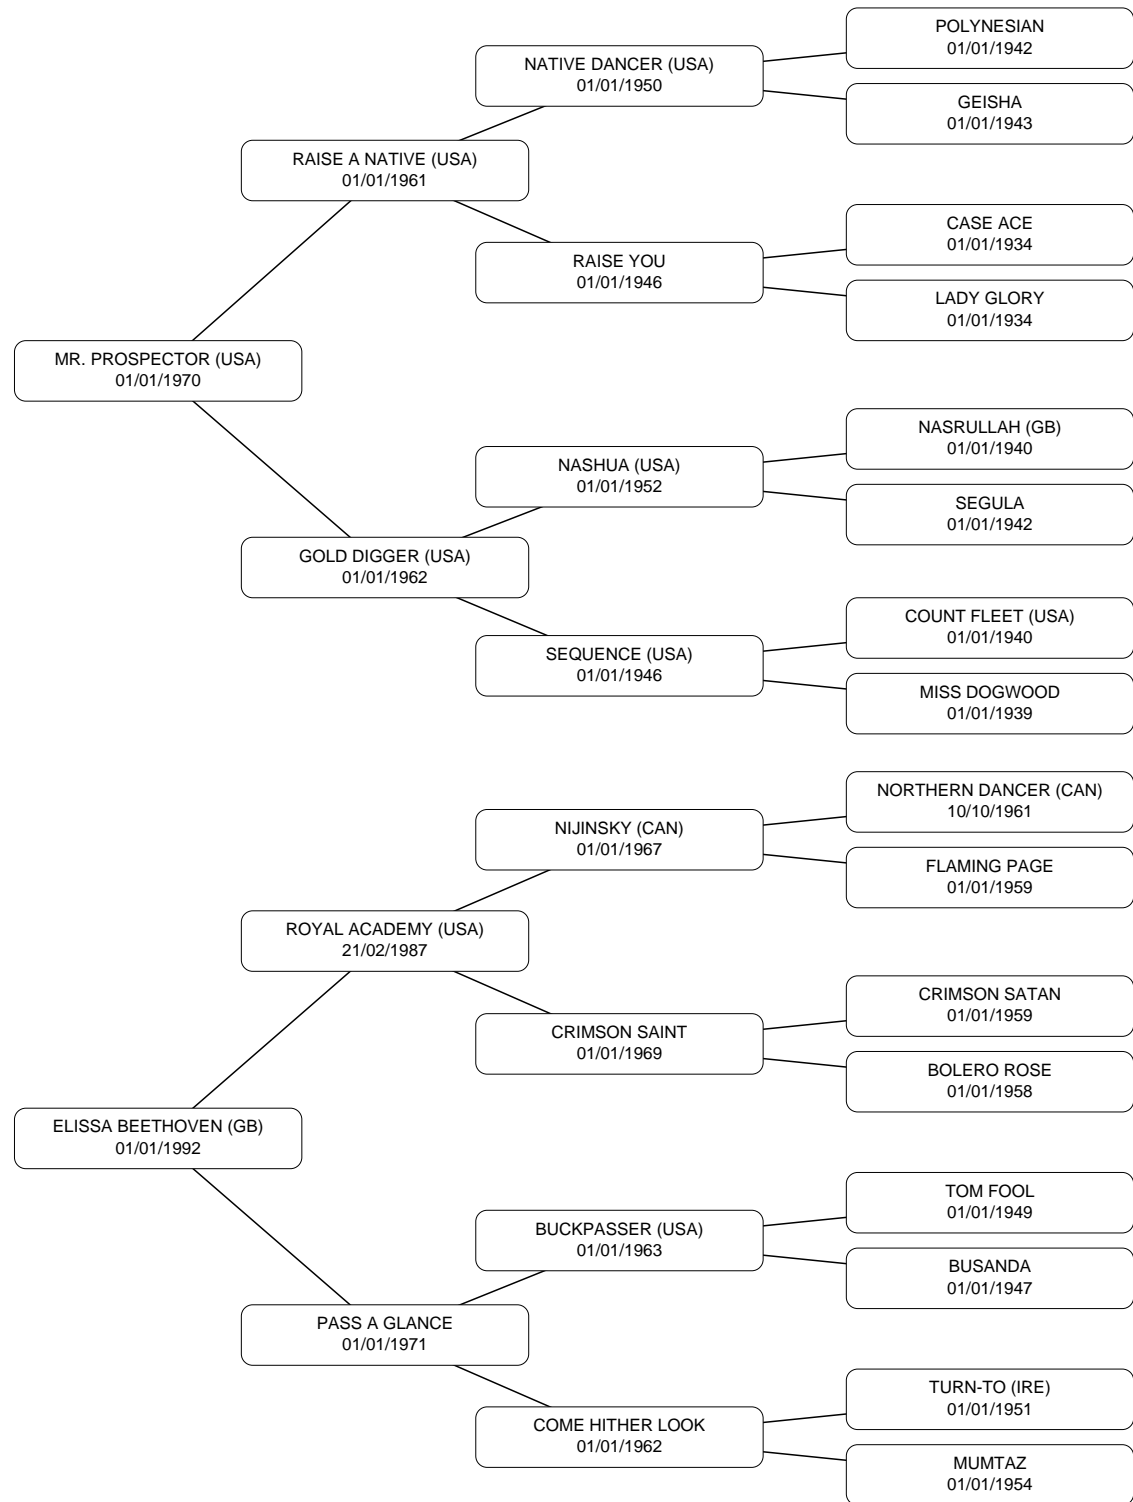 POLYNESIAN
01/01/1942
NATIVE DANCER (USA)
01/01/1950
GEISHA
01/01/1943
RAISE A NATIVE (USA)
01/01/1961
CASE ACE
01/01/1934
RAISE YOU
01/01/1946
LADY GLORY
01/01/1934
MR. PROSPECTOR (USA)
01/01/1970
NASRULLAH (GB)
01/01/1940
NASHUA (USA)
01/01/1952
SEGULA
01/01/1942
GOLD DIGGER (USA)
01/01/1962
COUNT FLEET (USA)
01/01/1940
SEQUENCE (USA)
01/01/1946
MISS DOGWOOD
01/01/1939
NORTHERN DANCER (CAN)
10/10/1961
NIJINSKY (CAN)
01/01/1967
FLAMING PAGE
01/01/1959
ROYAL ACADEMY (USA)
21/02/1987
CRIMSON SATAN
01/01/1959
CRIMSON SAINT
01/01/1969
BOLERO ROSE
01/01/1958
ELISSA BEETHOVEN (GB)
01/01/1992
TOM FOOL
01/01/1949
BUCKPASSER (USA)
01/01/1963
BUSANDA
01/01/1947
PASS A GLANCE
01/01/1971
TURN-TO (IRE)
01/01/1951
COME HITHER LOOK
01/01/1962
MUMTAZ
01/01/1954